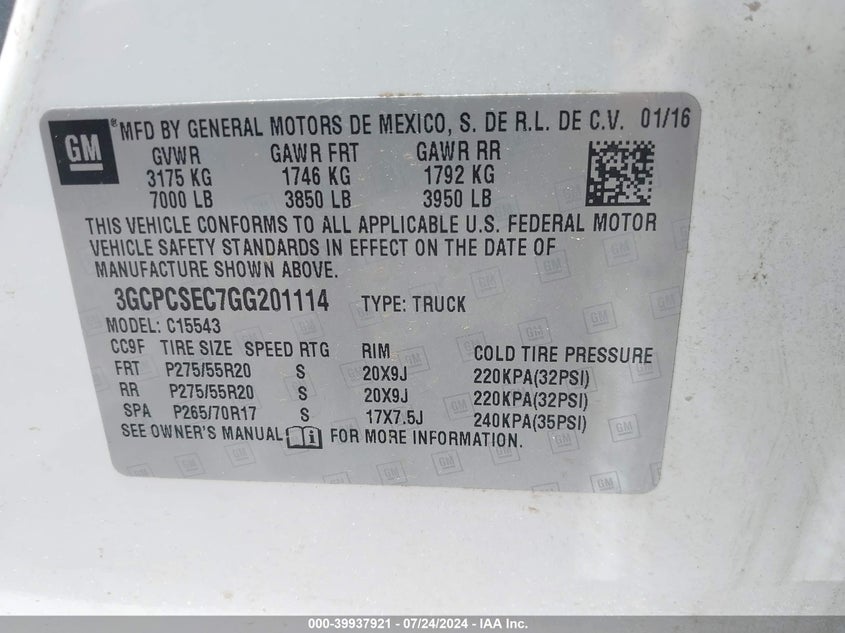 GM
® MFD BY GENERAL MOTORS DE MEXICO, S. DE R.L. DE C.V. 01/16
GVWR GAWR FRT GAWR RR
3175 KG 1746 KG 1792 KG
7000 LB 3850 LB 3950 LB
THIS VEHICLE CONFORMS TO ALL APPLICABLE U.S. FEDERAL MOTOR
VEHICLE SAFETY STANDARDS IN EFFECT ON THE DATE OF
MANUFACTURE SHOWN ABOVE.
3GCPCSEC7GG201114 TYPE: TRUCK
MODEL: C15543
CC9F TIRE SIZE SPEED RTG RIM COLD TIRE PRESSURE
FRT P275/55R20 S 20X9J 220KPA(32PSI)
RR P275/55R20 S 20X9J 220KPA(32PSI)
SPA P265/70R17 S 17X7.5J 240KPA(35PSI)
SEE OWNER'S MANUAL FOR MORE INFORMATION.
000-39937921 / 07/24/2024 - IAA Inc.